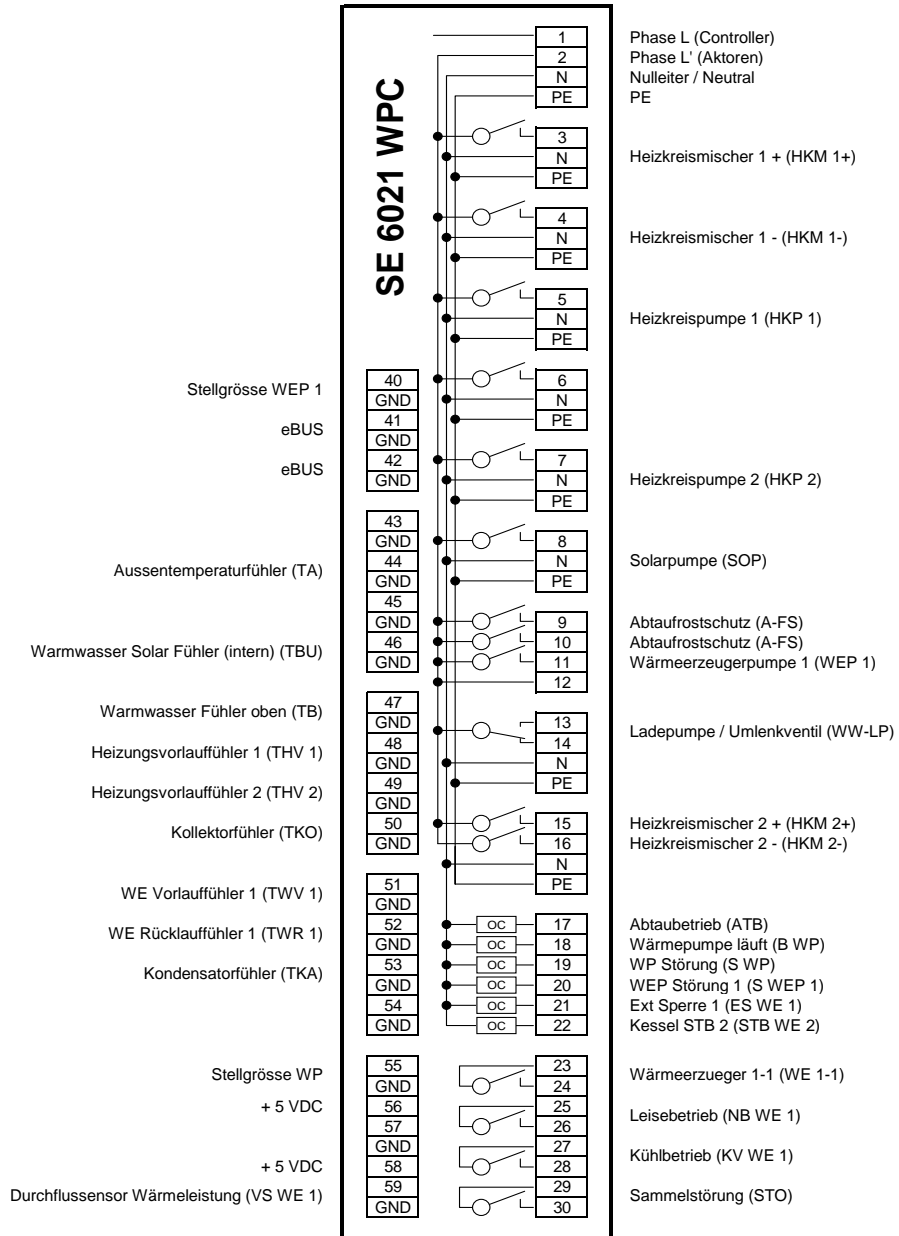 SE 6021 WPC
1 Phase L (Controller)
2 Phase L' (Aktoren)
N Nulleiter / Neutral
PE PE
3
N Heizkreismischer 1 + (HKM 1+)
PE
4
N Heizkreismischer 1 - (HKM 1-)
PE
5
N Heizkreispumpe 1 (HKP 1)
PE
6
N
PE
7
N Heizkreispumpe 2 (HKP 2)
PE
8
N Solarpumpe (SOP)
PE
9 Abtaufrostschutz (A-FS)
10 Abtaufrostschutz (A-FS)
11 Wärmeerzeugerpumpe 1 (WEP 1)
12
13
Ladepumpe / Umlenkventil (WW-LP)
14
N
PE
15 Heizkreismischer 2 + (HKM 2+)
16 Heizkreismischer 2 - (HKM 2-)
N
PE
OC 17 Abtaubetrieb (ATB)
OC 18 Wärmepumpe läuft (B WP)
OC 19 WP Störung (S WP)
OC 20 WEP Störung 1 (S WEP 1)
OC 21 Ext Sperre 1 (ES WE 1)
OC 22 Kessel STB 2 (STB WE 2)
23
Wärmeerzueger 1-1 (WE 1-1)
24
25
Leisebetrieb (NB WE 1)
26
27
Kühlbetrieb (KV WE 1)
28
29
Sammelstörung (STO)
30
40
Stellgrösse WEP 1
GND
41
eBUS
GND
42
eBUS
GND
43
GND
44
Aussentemperaturfühler (TA)
GND
45
GND
46
Warmwasser Solar Fühler (intern) (TBU)
GND
47
Warmwasser Fühler oben (TB)
GND
48
Heizungsvorlauffühler 1 (THV 1)
GND
49
Heizungsvorlauffühler 2 (THV 2)
GND
50
Kollektorfühler (TKO)
GND
51
WE Vorlauffühler 1 (TWV 1)
GND
52
WE Rücklauffühler 1 (TWR 1)
GND
53
Kondensatorfühler (TKA)
GND
54
GND
55
Stellgrösse WP
GND
+ 5 VDC 56
57
GND
+ 5 VDC 58
59
Durchflussensor Wärmeleistung (VS WE 1)
GND